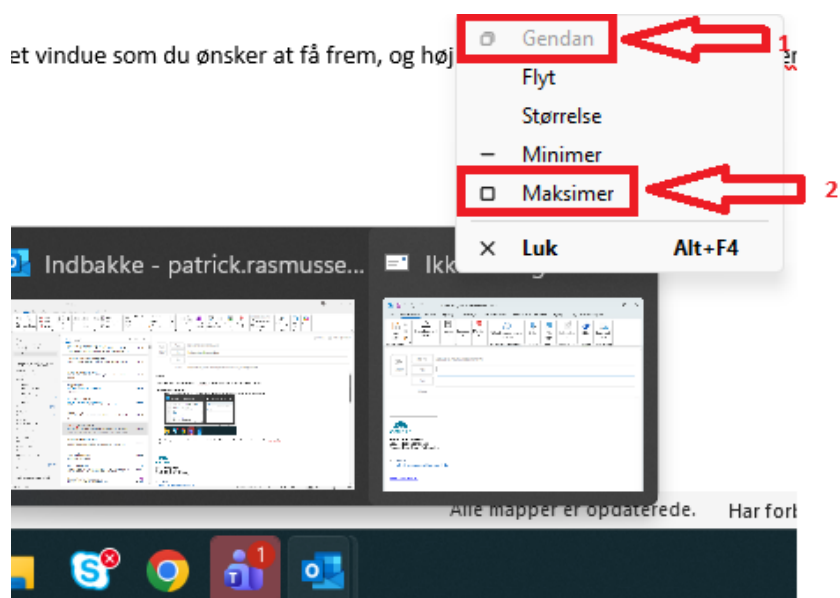 et vindue som du ønsker at få frem, og høj
Gendan
1
Flyt
Størrelse
Minimer
Maksimer
2
Luk Alt+F4
Indbakke - patrick.rasmusse...
Ikk
Alle mapper er opdaterede. Har forb
1